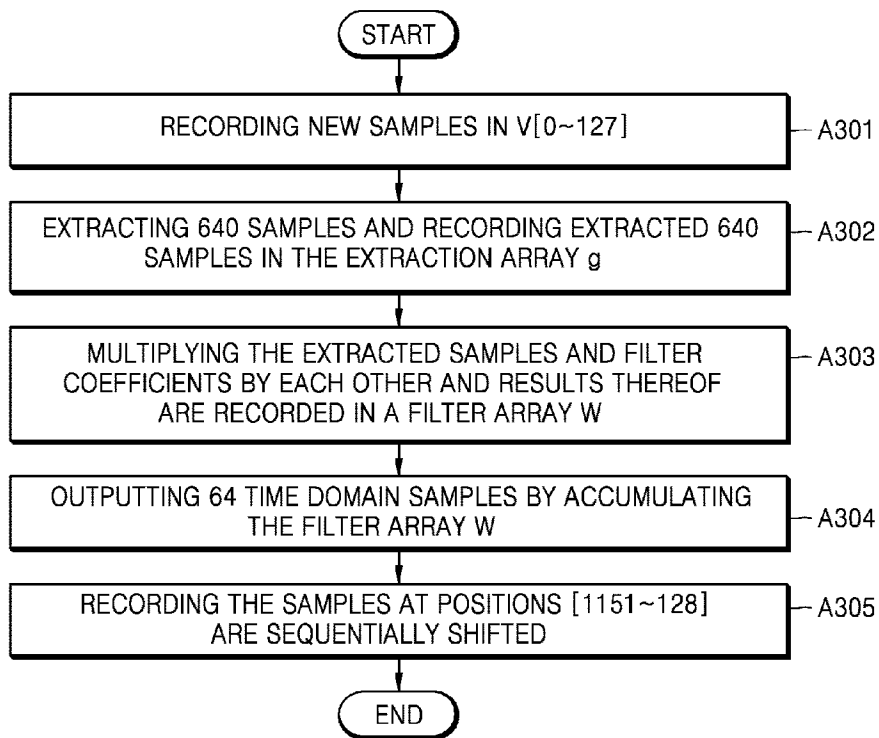 START
RECORDING NEW SAMPLES IN V[0~127]
A301
EXTRACTING 640 SAMPLES AND RECORDING EXTRACTED 640
SAMPLES IN THE EXTRACTION ARRAY g
A302
MULTIPLYING THE EXTRACTED SAMPLES AND FILTER
COEFFICIENTS BY EACH OTHER AND RESULTS THEREOF
ARE RECORDED IN A FILTER ARRAY W
A303
OUTPUTTING 64 TIME DOMAIN SAMPLES BY ACCUMULATING
THE FILTER ARRAY W
A304
RECORDING THE SAMPLES AT POSITIONS [1151~128]
ARE SEQUENTIALLY SHIFTED
A305
END